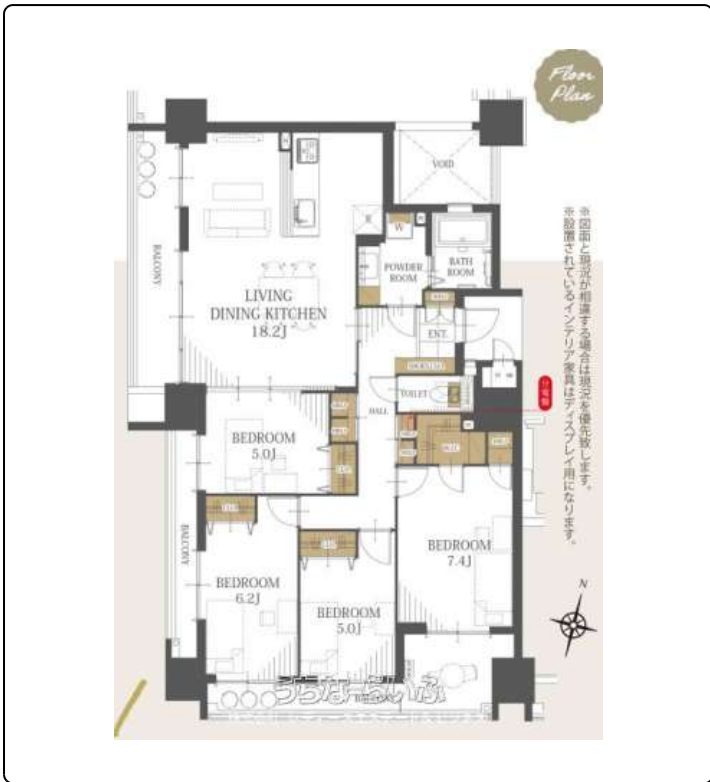 Floor
Plan
VOID
BALCONY
W
POWDER
ROOM
BATH
ROOM
LIVING
DINING KITCHEN
18.2J
ENT.
TOILET
HALL
BEDROOM
5.0J
BALCONY
BEDROOM
6.2J
BEDROOM
5.0J
BEDROOM
7.4J
N
分電盤
※図面と現況が相違する場合は現況を優先致します。
※設置されているインテリア家具はディスプレイ用になります。
うちなーらいふ